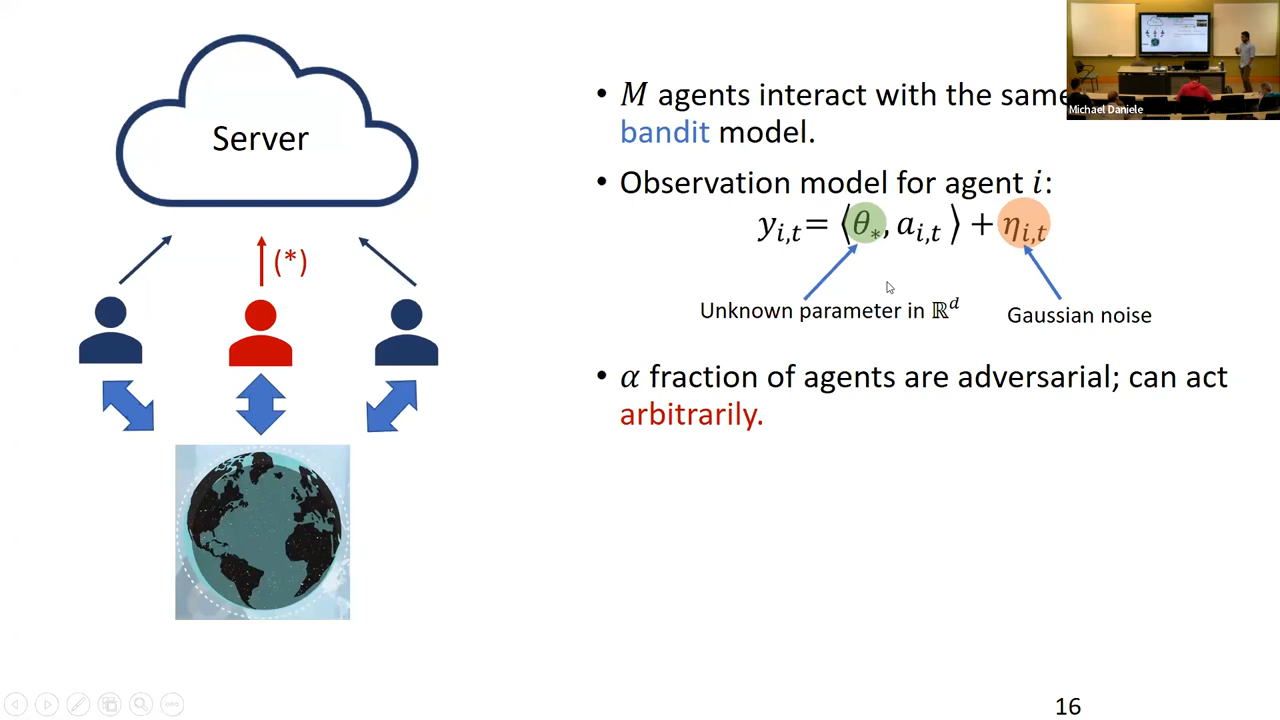 Server
(*)
• M agents interact with the same
bandit model.
• Observation model for agent i:
y_{i,t} = ⟨θ_*, a_{i,t}⟩ + η_{i,t}
Unknown parameter in ℝ^d
Gaussian noise
• α fraction of agents are adversarial; can act
arbitrarily.
Michael Daniele
16